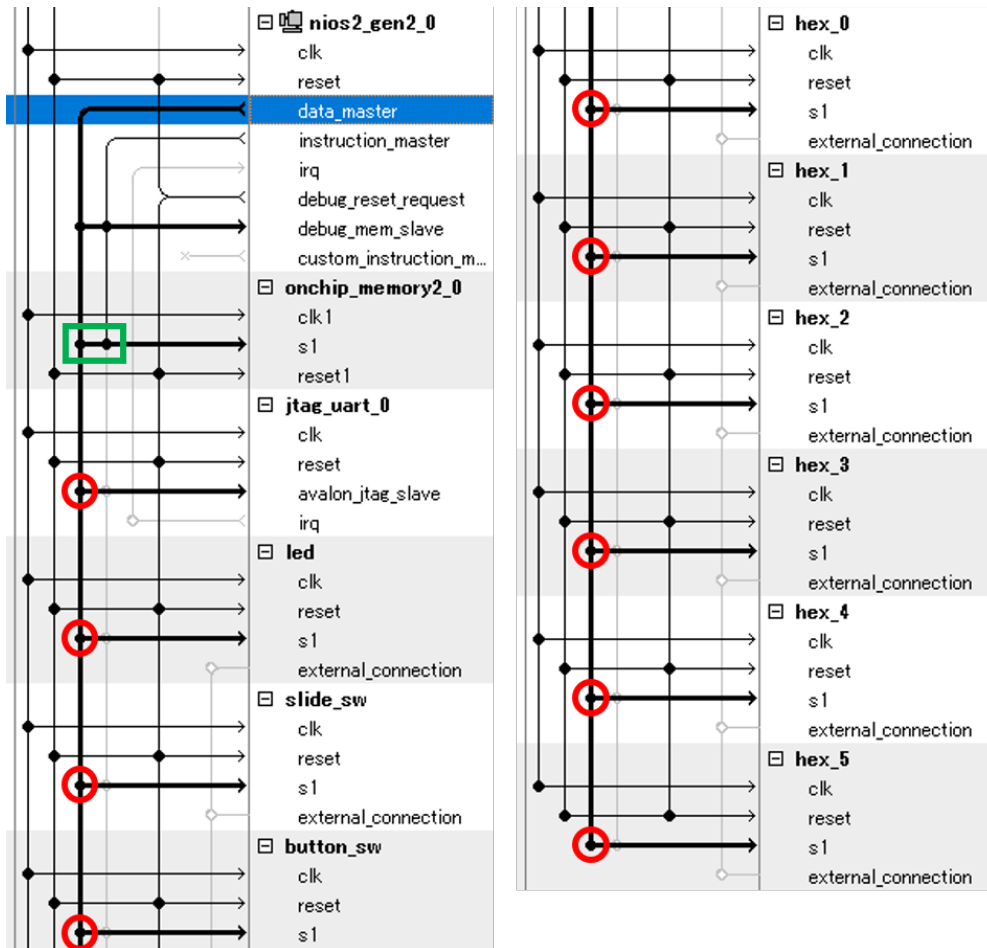 nios2_gen2_0
clk
reset
data_master
instruction_master
irq
debug_reset_request
debug_mem_slave
custom_instruction_m...
onchip_memory2_0
clk1
s1
reset1
jtag_uart_0
clk
reset
avalon_jtag_slave
irq
led
clk
reset
s1
external_connection
slide_sw
clk
reset
s1
external_connection
button_sw
clk
reset
s1
hex_0
clk
reset
s1
external_connection
hex_1
clk
reset
s1
external_connection
hex_2
clk
reset
s1
external_connection
hex_3
clk
reset
s1
external_connection
hex_4
clk
reset
s1
external_connection
hex_5
clk
reset
s1
external_connection